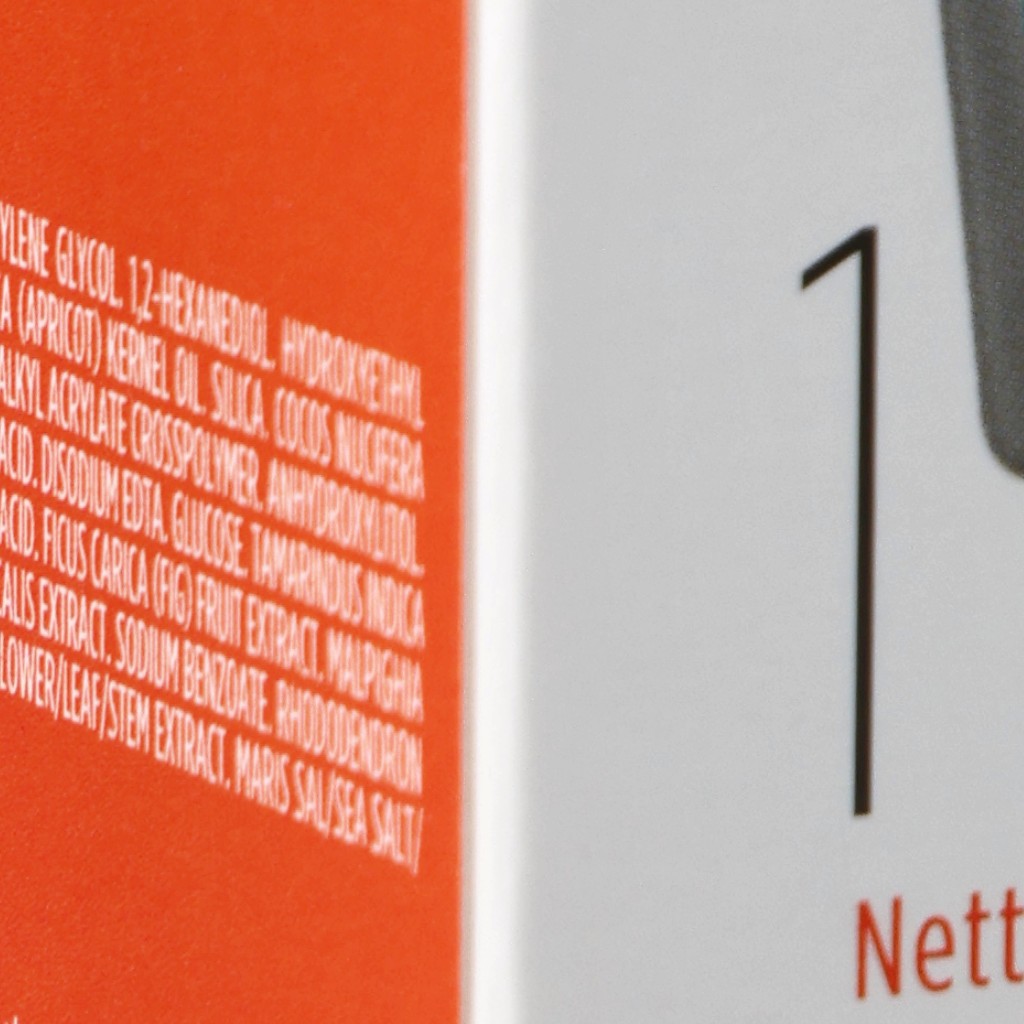 YLENE GLYCOL, 1,2-HEXANEDIOL, HYDROXYETHYL
A (APRICOT) KERNEL OIL, SILICA, COCOS NUCIFERA
ALKYL ACRYLATE CROSSPOLYMER, ANHYDROXYLITOL,
ACID, DISODIUM EDTA, GLUCOSE, TAMARINDUS INDICA
ACID, FICUS CARICA (FIG) FRUIT EXTRACT, MALPIGHIA
ALIS EXTRACT, SODIUM BENZOATE, RHODODENDRON
LOWER/LEAF/STEM EXTRACT, MARIS SAL/SEA SALT/
1
Nett